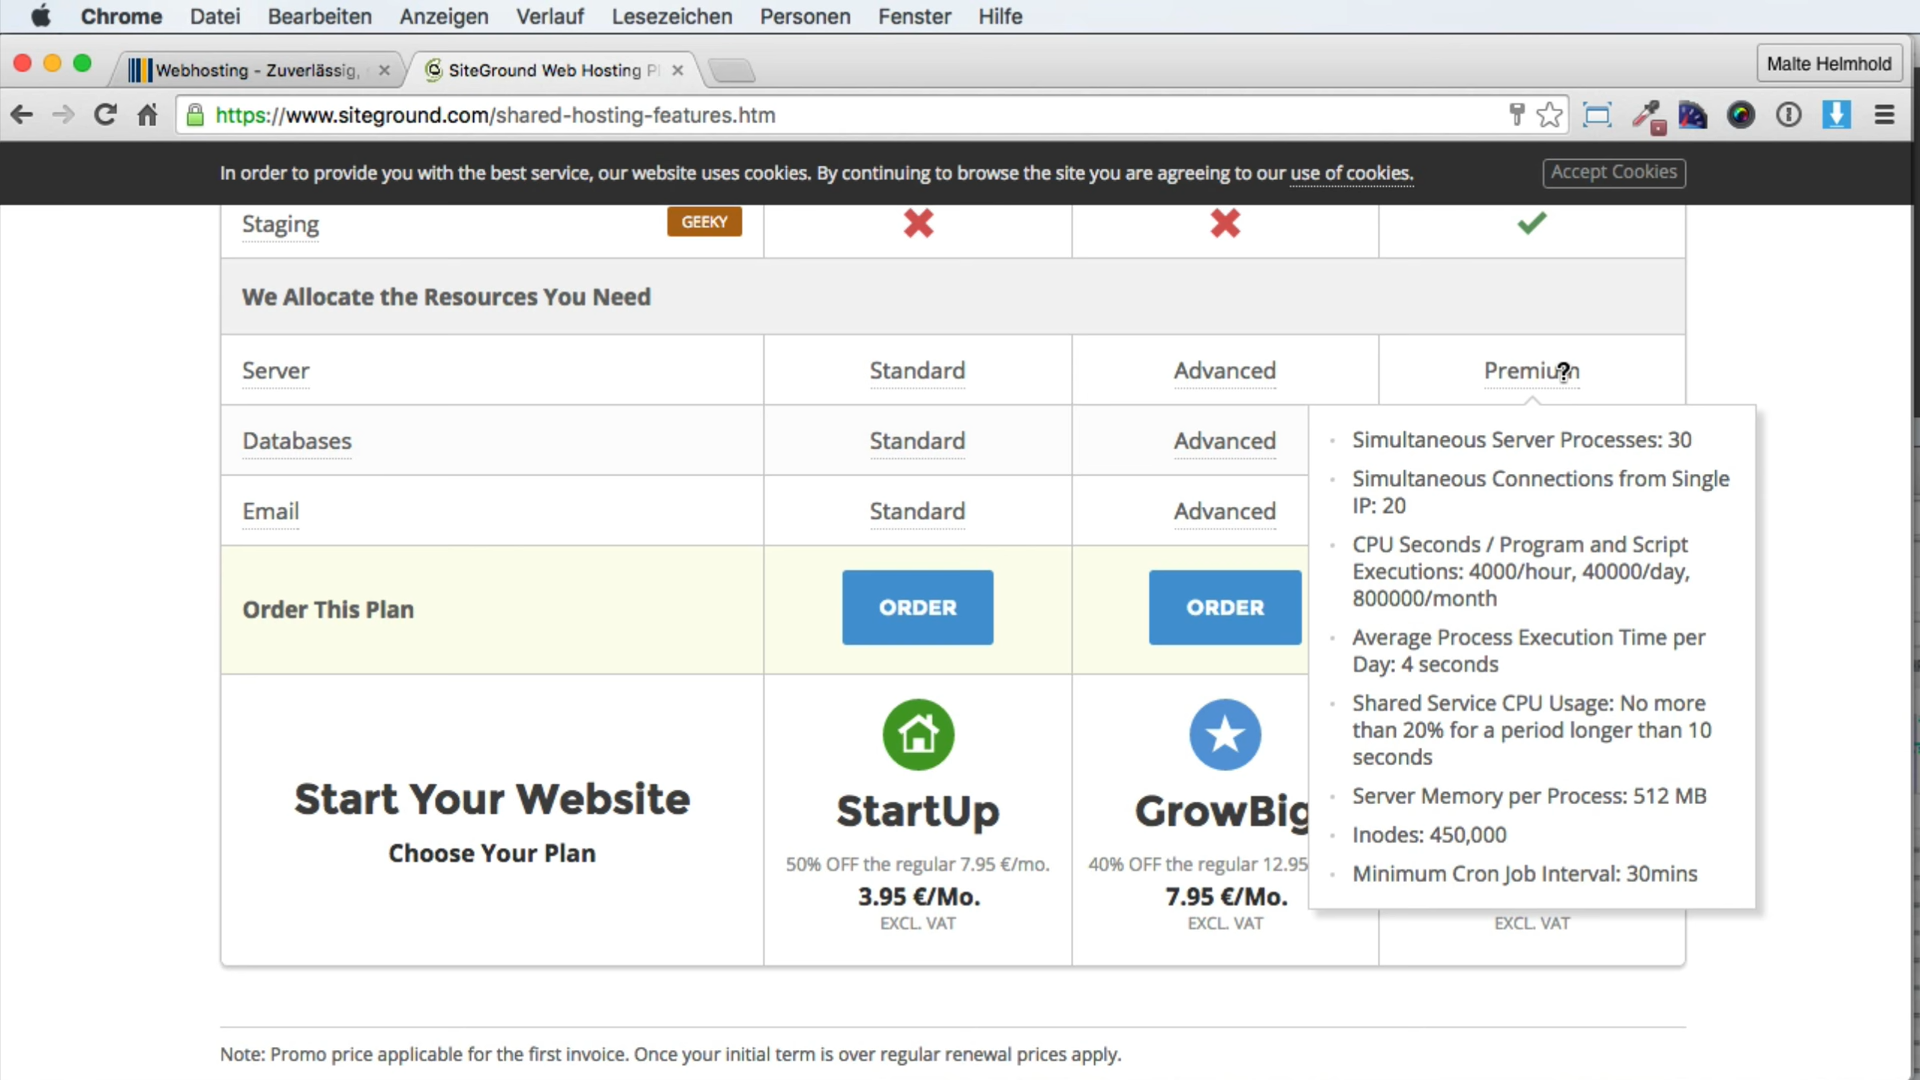 Chrome Datei Bearbeiten Anzeigen Verlauf Lesezeichen Personen Fenster Hilfe
Webhosting - Zuverlässig, SiteGround Web Hosting Pl Malte Helmhold
https://www.siteground.com/shared-hosting-features.htm
In order to provide you with the best service, our website uses cookies. By continuing to browse the site you are agreeing to our use of cookies. Accept Cookies
Staging GEEKY
We Allocate the Resources You Need
Server Standard Advanced Premium
Databases Standard Advanced
Email Standard Advanced
Simultaneous Server Processes: 30
Simultaneous Connections from Single
IP: 20
CPU Seconds / Program and Script
Executions: 4000/hour, 40000/day,
800000/month
Average Process Execution Time per
Day: 4 seconds
Shared Service CPU Usage: No more
than 20% for a period longer than 10
seconds
Server Memory per Process: 512 MB
Inodes: 450,000
Minimum Cron Job Interval: 30mins
Order This Plan ORDER ORDER
Start Your Website
Choose Your Plan
StartUp
50% OFF the regular 7.95 €/mo.
3.95 €/Mo.
EXCL. VAT
GrowBig
40% OFF the regular 12.95
7.95 €/Mo.
EXCL. VAT
EXCL. VAT
Note: Promo price applicable for the first invoice. Once your initial term is over regular renewal prices apply.